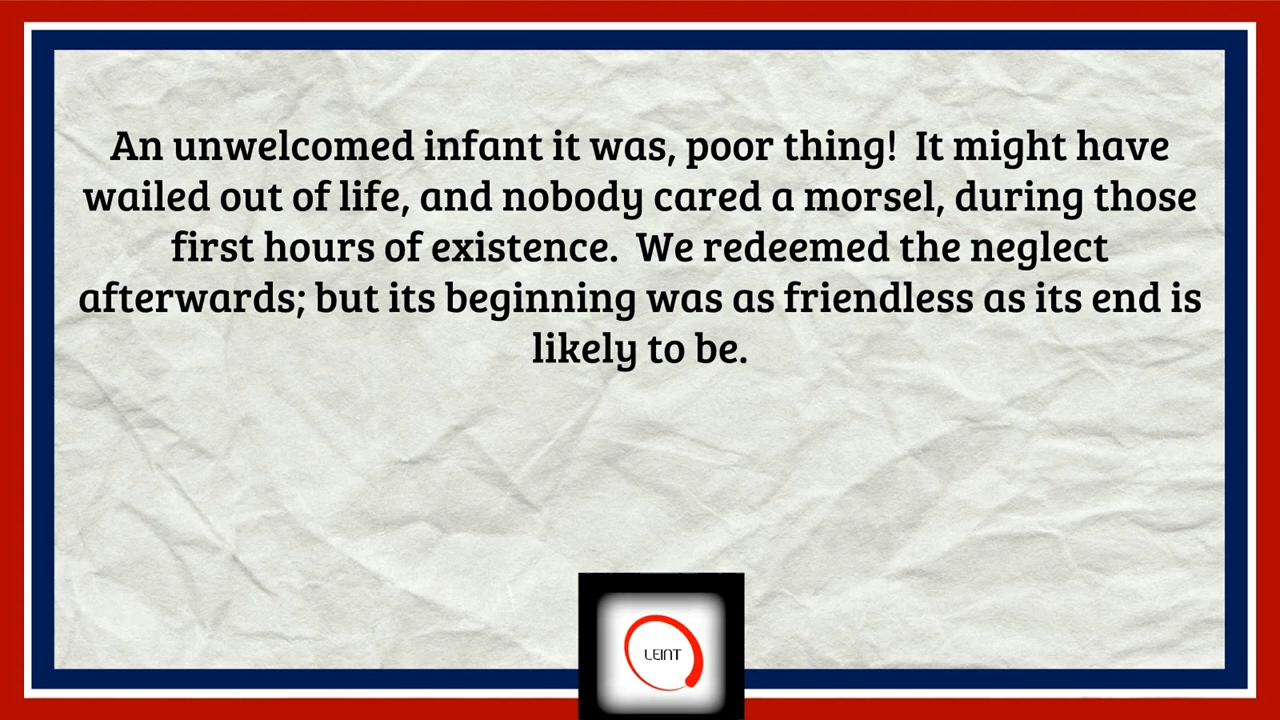 An unwelcomed infant it was, poor thing!  It might have
wailed out of life, and nobody cared a morsel, during those
first hours of existence.  We redeemed the neglect
afterwards; but its beginning was as friendless as its end is
likely to be.
LEINT